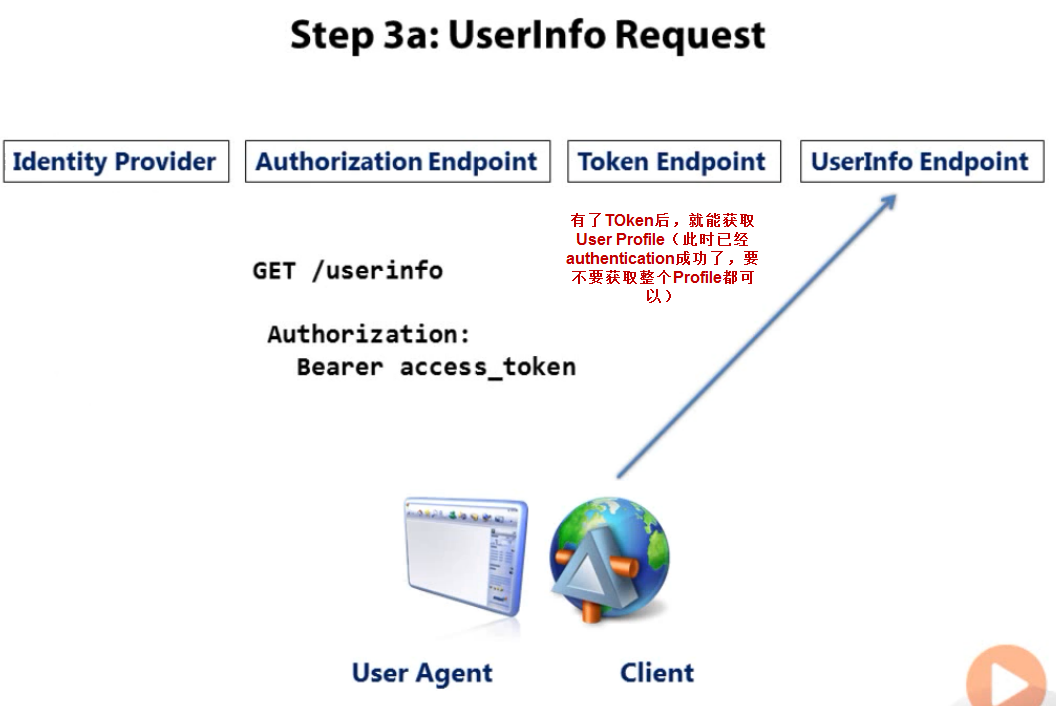 Step 3a: UserInfo Request
Identity Provider
Authorization Endpoint
Token Endpoint
UserInfo Endpoint
有了TOken后，就能获取
User Profile（此时已经
authentication成功了，要
不要获取整个Profile都可
以）
GET /userinfo
Authorization:
Bearer access_token
User Agent
Client